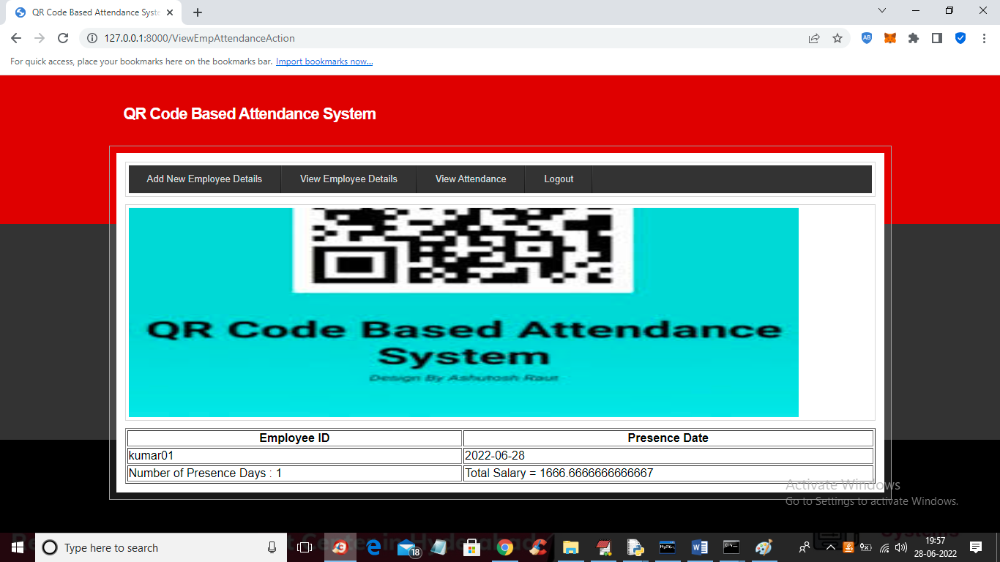 QR Code Based Attendance Syste
127.0.0.1:8000/ViewEmpAttendanceAction
AB
For quick access, place your bookmarks here on the bookmarks bar. Import bookmarks now...
QR Code Based Attendance System
Add New Employee Details View Employee Details View Attendance Logout
QR Code Based Attendance
System
Design By Ashutosh Raut
Employee ID Presence Date
kumar01 2022-06-28
Number of Presence Days : 1 Total Salary = 1666.6666666666667
Activate Windows
Go to Settings to activate Windows.
Type here to search
18
19:57
28-06-2022